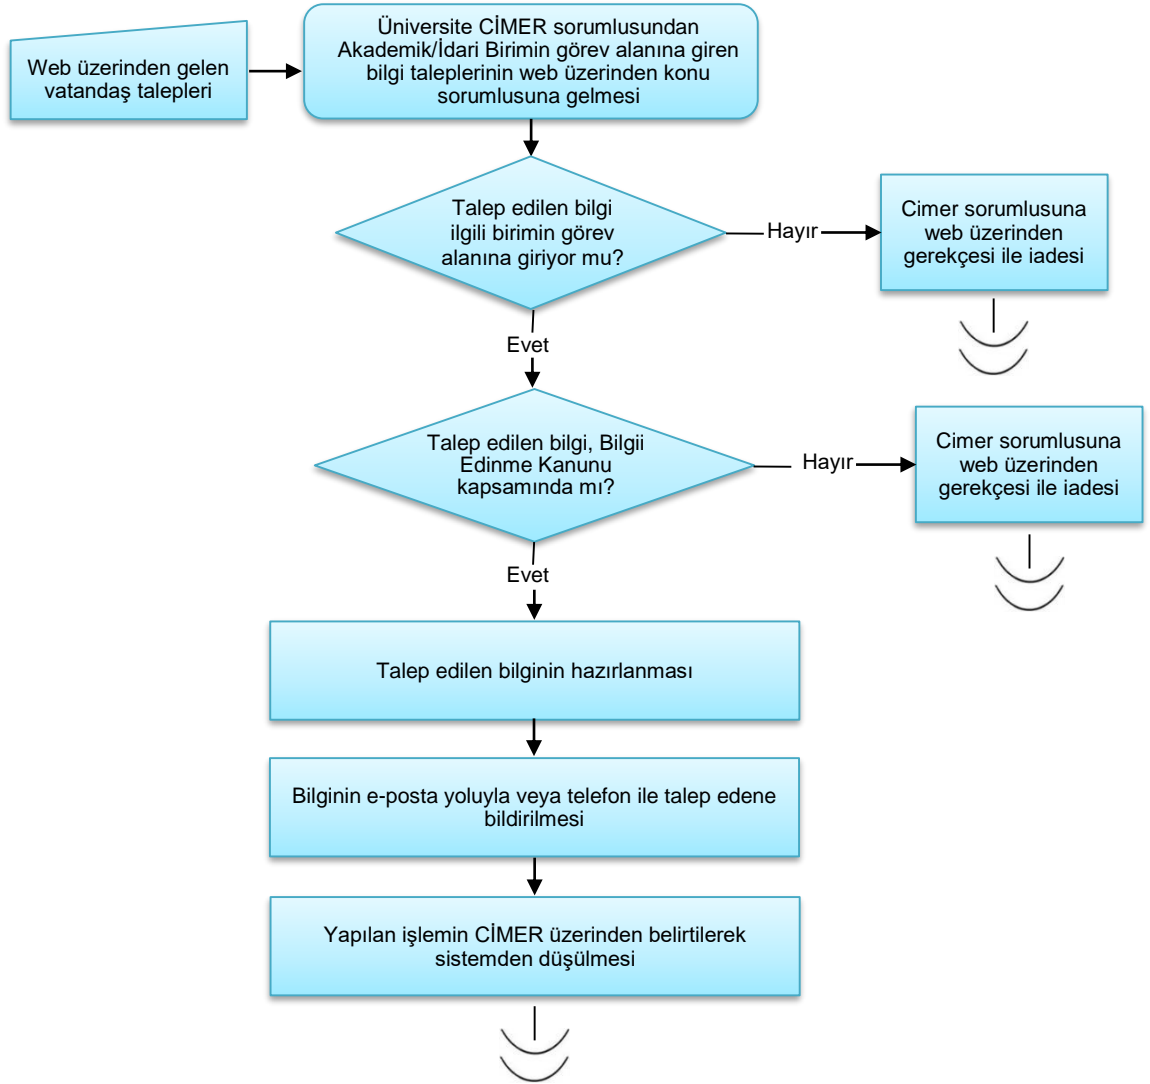 Web üzerinden gelen
vatandaş talepleri
Üniversite CİMER sorumlusundan
Akademik/İdari Birimin görev alanına giren
bilgi taleplerinin web üzerinden konu
sorumlusuna gelmesi
Talep edilen bilgi
ilgili birimin görev
alanına giriyor mu?
Hayır
Cimer sorumlusuna
web üzerinden
gerekçesi ile iadesi
Evet
Talep edilen bilgi, Bilgii
Edinme Kanunu
kapsamında mı?
Hayır
Cimer sorumlusuna
web üzerinden
gerekçesi ile iadesi
Evet
Talep edilen bilginin hazırlanması
Bilginin e-posta yoluyla veya telefon ile talep edene
bildirilmesi
Yapılan işlemin CİMER üzerinden belirtilerek
sistemden düşülmesi